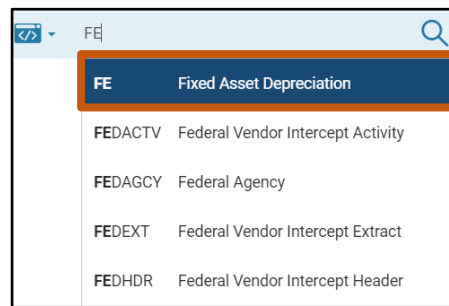 FE
FE Fixed Asset Depreciation
FEDACTV Federal Vendor Intercept Activity
FEDAGCY Federal Agency
FEDEXT Federal Vendor Intercept Extract
FEDHDR Federal Vendor Intercept Header